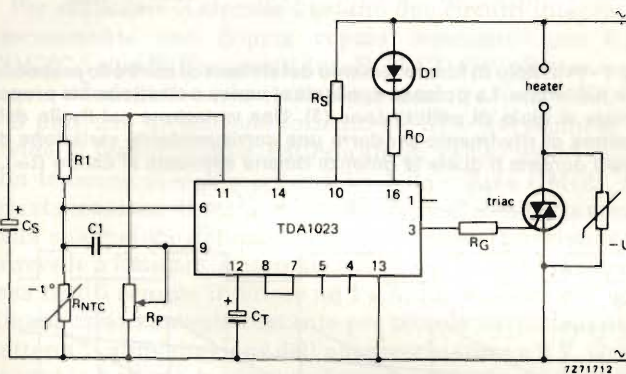 ~
D1
RS
heater
RD
R1
11
14
10
16
1
6
triac
CS
+
C1
TDA1023
3
9
RG
-U
-t°
12
8
7
5
4
13
RNTC
RP
+
CT
~
7Z71712